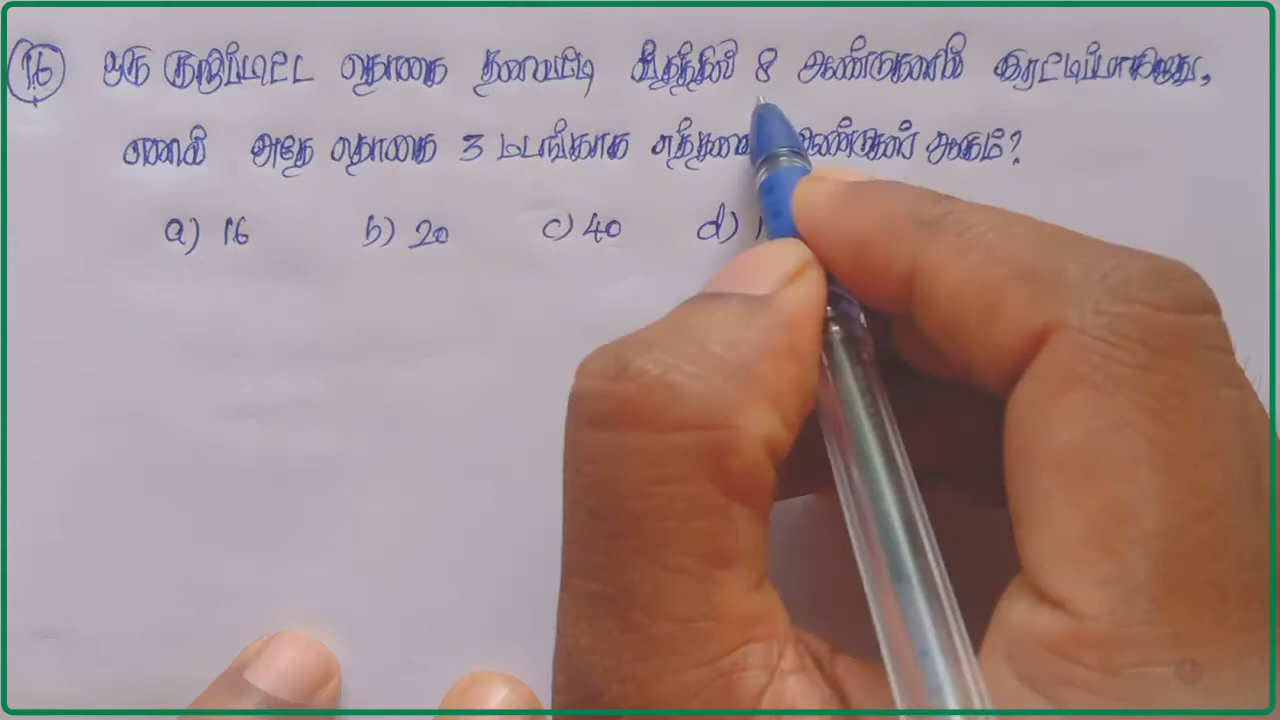 16 ஒரு குறிப்பிட்ட தொகை தனிவட்டி வீதத்தில் 8 ஆண்டுகளில் இரட்டிப்பாகிறது,
எனில் அதே தொகை 3 மடங்காக எத்தனை ஆண்டுகள் ஆகும்?
a) 16 b) 20 c) 40 d)